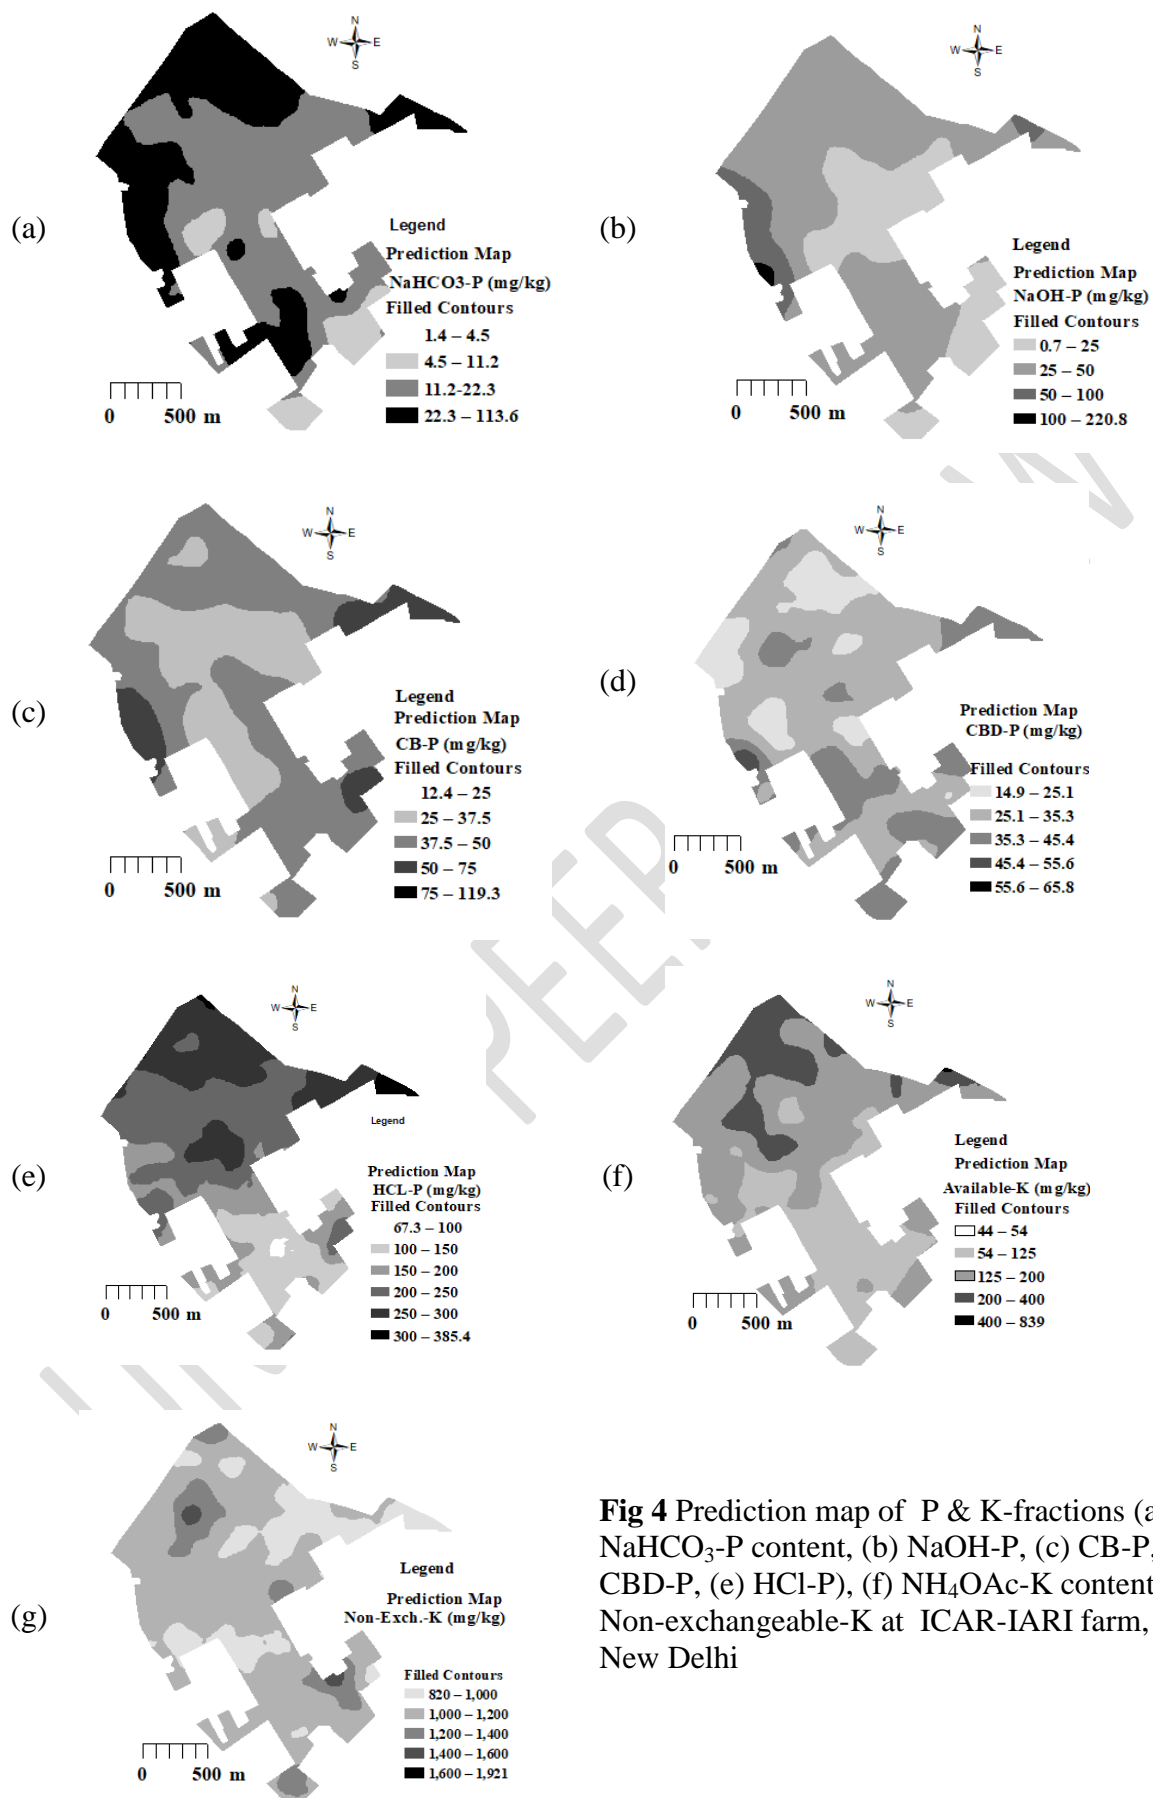 N
W E
S
(a)
Legend
Prediction Map
NaHCO3-P (mg/kg)
Filled Contours
1.4 – 4.5
4.5 – 11.2
11.2-22.3
22.3 – 113.6
0 500 m
N
W E
S
(b)
Legend
Prediction Map
NaOH-P (mg/kg)
Filled Contours
0.7 – 25
25 – 50
50 – 100
100 – 220.8
0 500 m
N
W E
S
(c)
Legend
Prediction Map
CB-P (mg/kg)
Filled Contours
12.4 – 25
25 – 37.5
37.5 – 50
50 – 75
75 – 119.3
0 500 m
N
W E
S
(d)
Prediction Map
CBD-P (mg/kg)
Filled Contours
14.9 – 25.1
25.1 – 35.3
35.3 – 45.4
45.4 – 55.6
55.6 – 65.8
0 500 m
N
W E
S
Legend
(e)
Prediction Map
HCL-P (mg/kg)
Filled Contours
67.3 – 100
100 – 150
150 – 200
200 – 250
250 – 300
300 – 385.4
0 500 m
N
W E
S
(f)
Legend
Prediction Map
Available-K (mg/kg)
Filled Contours
44 – 54
54 – 125
125 – 200
200 – 400
400 – 839
0 500 m
N
W E
S
(g)
Legend
Prediction Map
Non-Exch.-K (mg/kg)
Filled Contours
820 – 1,000
1,000 – 1,200
1,200 – 1,400
1,400 – 1,600
1,600 – 1,921
0 500 m
Fig 4 Prediction map of P & K-fractions (a
NaHCO₃-P content, (b) NaOH-P, (c) CB-P,
CBD-P, (e) HCl-P), (f) NH₄OAc-K content
Non-exchangeable-K at ICAR-IARI farm,
New Delhi